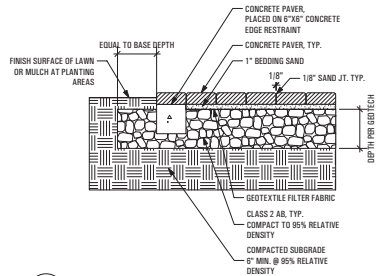 CONCRETE PAVER,
PLACED ON 6"X6" CONCRETE
EDGE RESTRAINT
EQUAL TO BASE DEPTH
CONCRETE PAVER, TYP.
FINISH SURFACE OF LAWN
OR MULCH AT PLANTING
AREAS
1" BEDDING SAND
1/8"
1/8" SAND JT. TYP.
DEPTH PER GEOTECH
GEOTEXTILE FILTER FABRIC
CLASS 2 AB, TYP.
COMPACT TO 95% RELATIVE
DENSITY
COMPACTED SUBGRADE
6" MIN. @ 95% RELATIVE
DENSITY